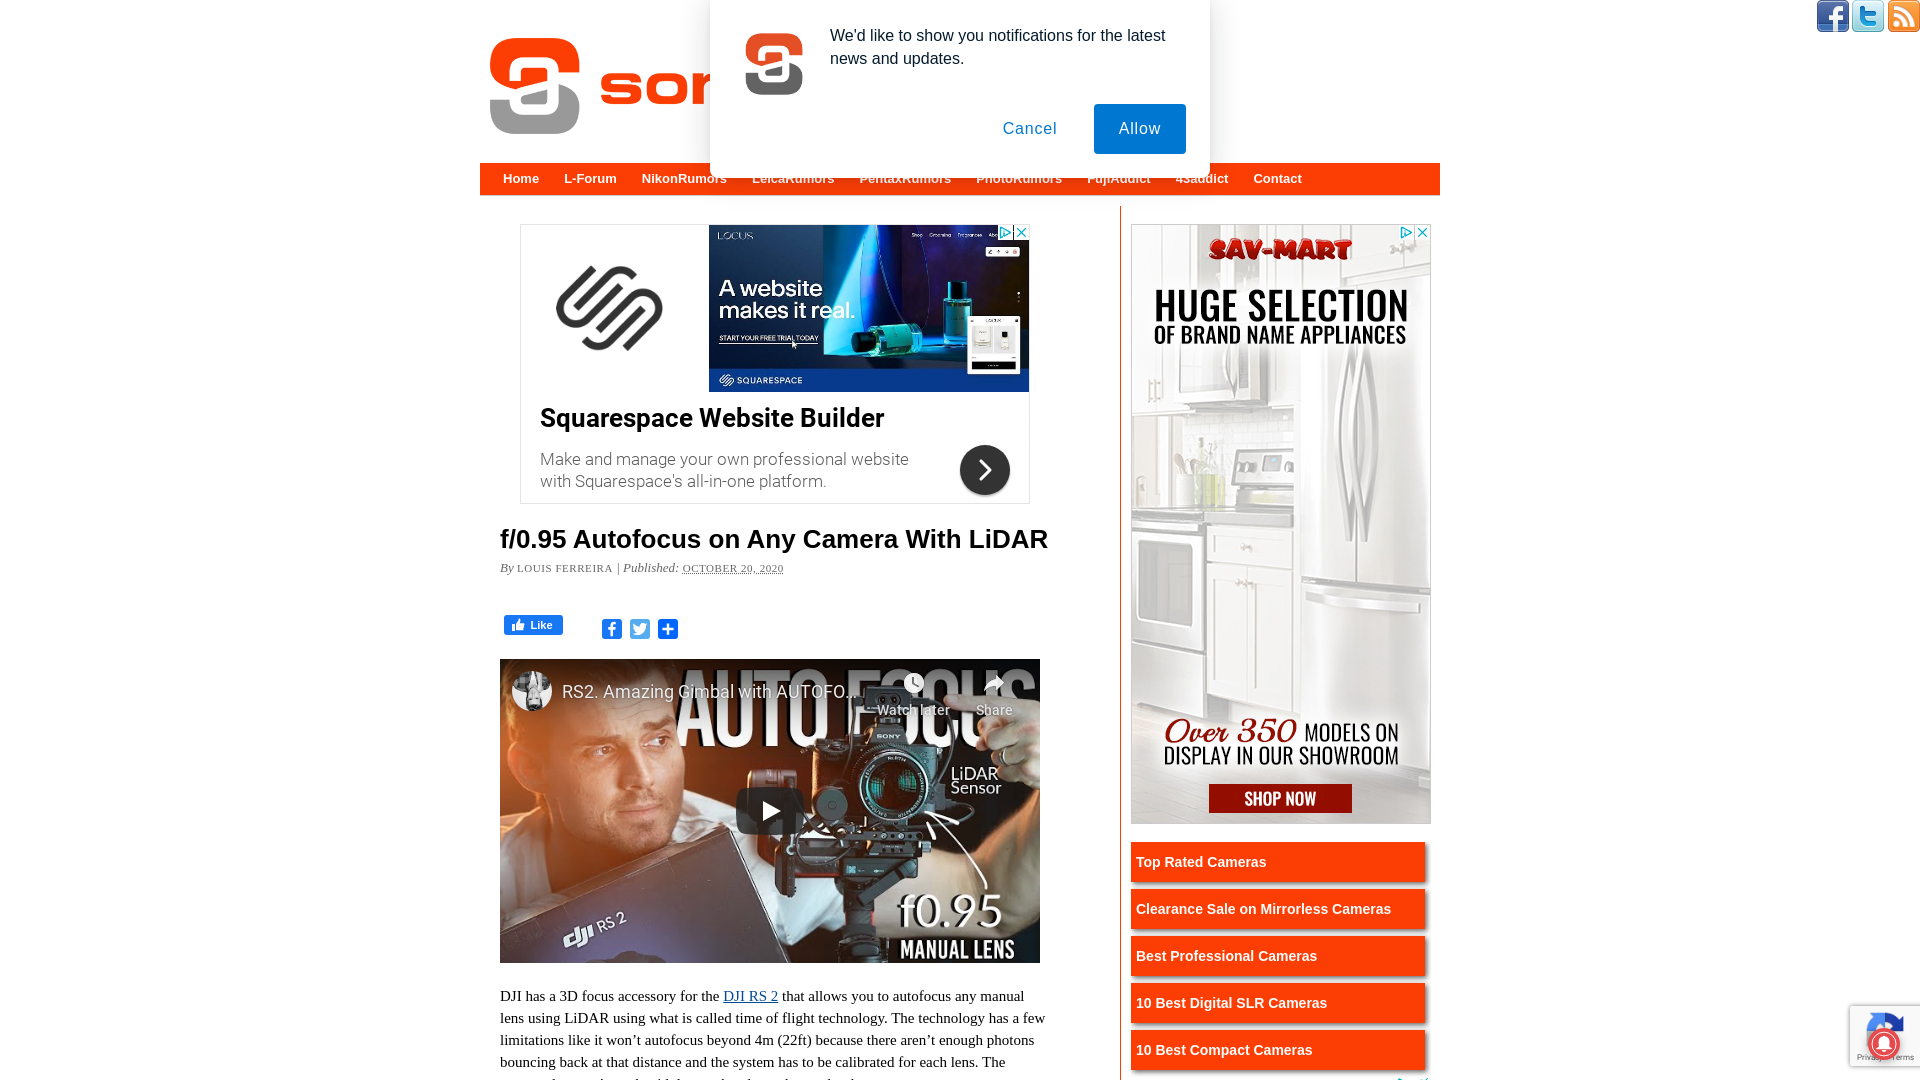 We'd like to show you notifications for the latest
news and updates.
Cancel
Allow
Home
L-Forum
NikonRumors
LeicaRumors
PentaxRumors
PhotoRumors
FujiAddict
43addict
Contact
LOCUS
Shop
Grooming
Fragrances
A website
makes it real.
START YOUR FREE TRIAL TODAY
SQUARESPACE
Squarespace Website Builder
Make and manage your own professional website
with Squarespace's all-in-one platform.
f/0.95 Autofocus on Any Camera With LiDAR
By LOUIS FERREIRA | Published: OCTOBER 20, 2020
Like
RS2. Amazing Gimbal with AUTOFO...
Watch later
Share
AUTO FOCUS
SONY
LiDAR
Sensor
f0.95
MANUAL LENS
dji RS 2
DJI has a 3D focus accessory for the DJI RS 2 that allows you to autofocus any manual
lens using LiDAR using what is called time of flight technology. The technology has a few
limitations like it won’t autofocus beyond 4m (22ft) because there aren’t enough photons
bouncing back at that distance and the system has to be calibrated for each lens. The
SAV-MART
HUGE SELECTION
OF BRAND NAME APPLIANCES
Over 350 MODELS ON
DISPLAY IN OUR SHOWROOM
SHOP NOW
Top Rated Cameras
Clearance Sale on Mirrorless Cameras
Best Professional Cameras
10 Best Digital SLR Cameras
10 Best Compact Cameras